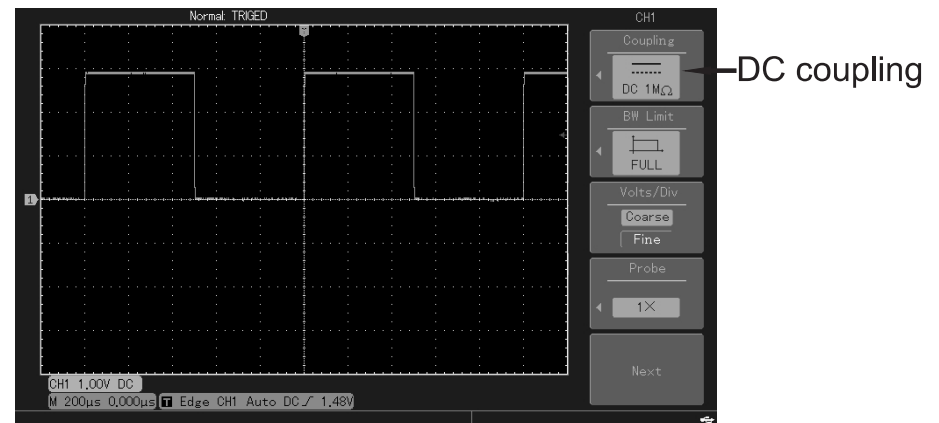 Normal: TRIGED
CH1
Coupling
DC 1MΩ
DC coupling
BW Limit
FULL
Volts/Div
Coarse
Fine
Probe
1×
Next
T
1
CH1 1.00V DC
M 200μs 0.000μs T Edge CH1 Auto DC 1.48V